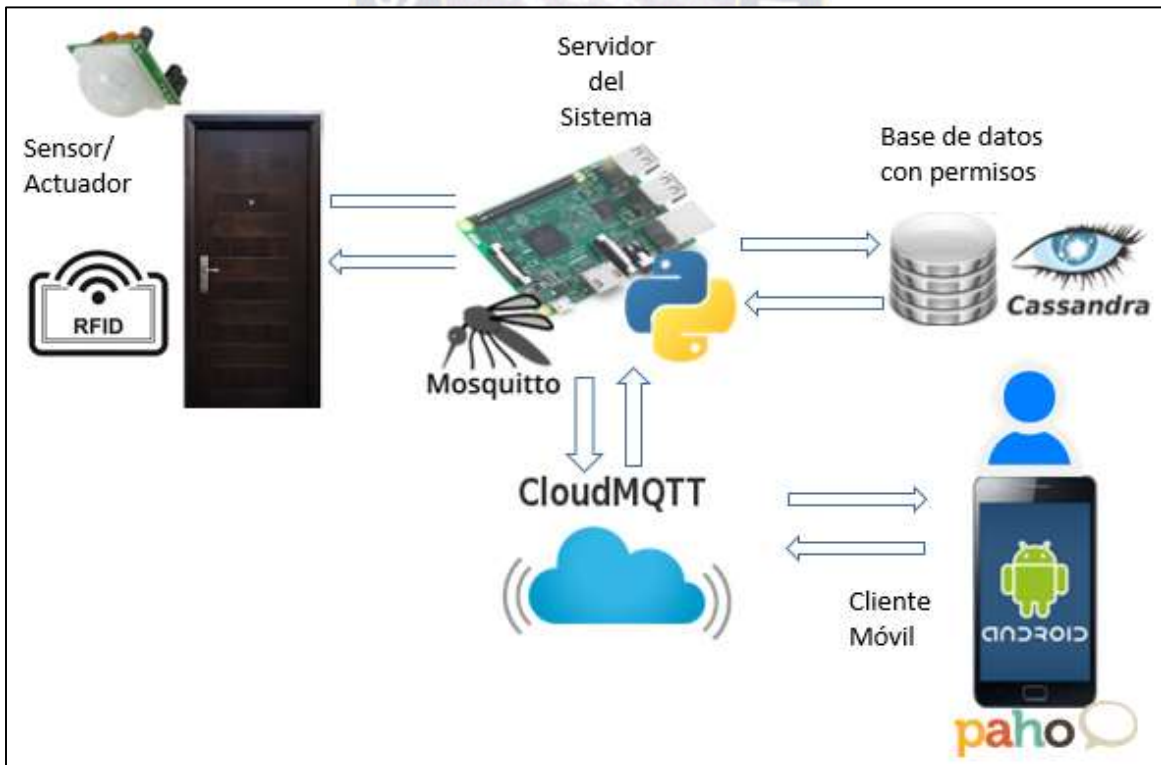 Servidor
del
Sistema
Sensor/
Actuador
Base de datos
con permisos
RFID
Cassandra
Mosquitto
CloudMQTT
Cliente
Móvil
ANDROID
paho